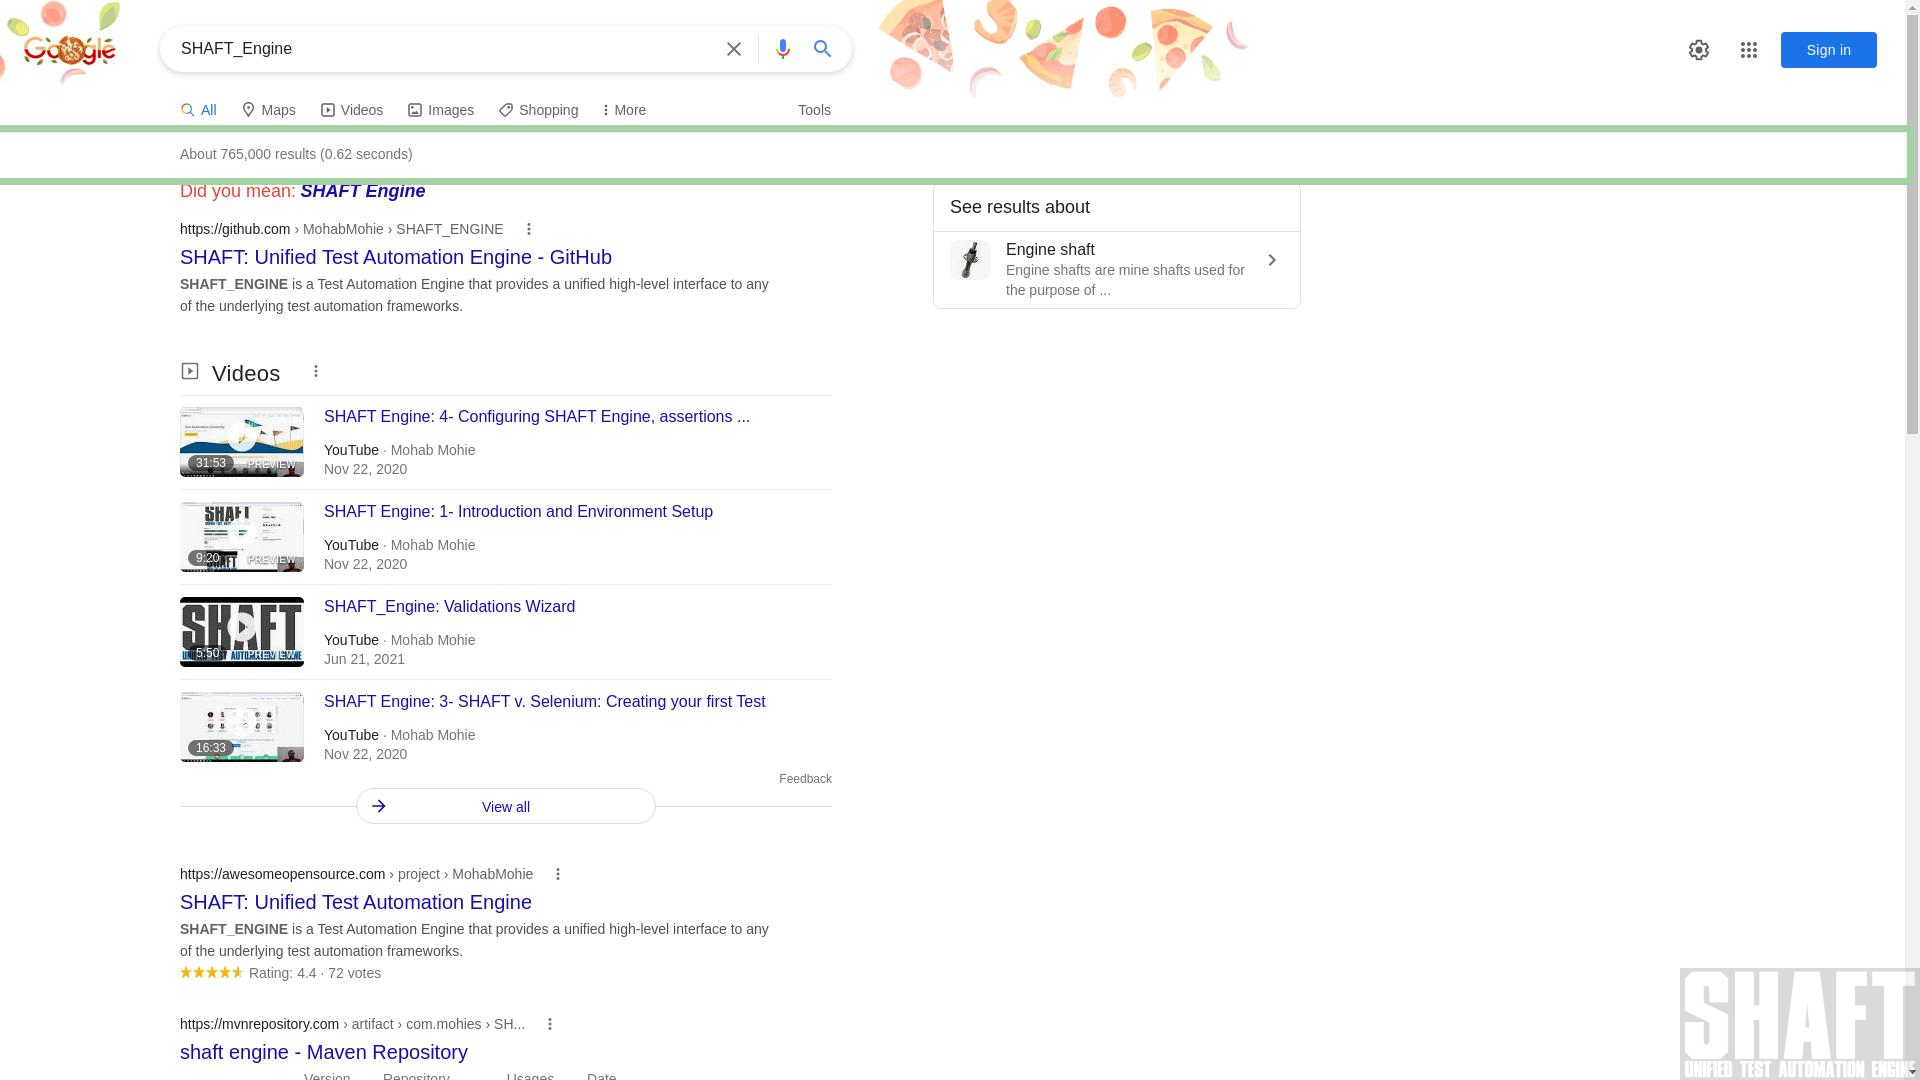 Google
SHAFT_Engine
Sign in
All
Maps
Videos
Images
Shopping
More
Tools
About 765,000 results (0.62 seconds)
Did you mean: SHAFT Engine
https://github.com › MohabMohie › SHAFT_ENGINE
SHAFT: Unified Test Automation Engine - GitHub
SHAFT_ENGINE is a Test Automation Engine that provides a unified high-level interface to any
of the underlying test automation frameworks.
See results about
Engine shaft
Engine shafts are mine shafts used for
the purpose of ...
Videos
SHAFT Engine: 4- Configuring SHAFT Engine, assertions ...
YouTube · Mohab Mohie
Nov 22, 2020
31:53
PREVIEW
SHAFT Engine: 1- Introduction and Environment Setup
YouTube · Mohab Mohie
Nov 22, 2020
SHAFT
9:20
PREVIEW
SHAFT_Engine: Validations Wizard
YouTube · Mohab Mohie
Jun 21, 2021
SHAFT
5:50
PREVIEW
UNIFIED TEST AUTOMATION ENGINE
SHAFT Engine: 3- SHAFT v. Selenium: Creating your first Test
YouTube · Mohab Mohie
Nov 22, 2020
16:33
Feedback
View all
https://awesomeopensource.com › project › MohabMohie
SHAFT: Unified Test Automation Engine
SHAFT_ENGINE is a Test Automation Engine that provides a unified high-level interface to any
of the underlying test automation frameworks.
Rating: 4.4 · 72 votes
https://mvnrepository.com › artifact › com.mohies › SH...
shaft engine - Maven Repository
Version Repository Usages Date
SHAFT
UNIFIED TEST AUTOMATION ENGINE